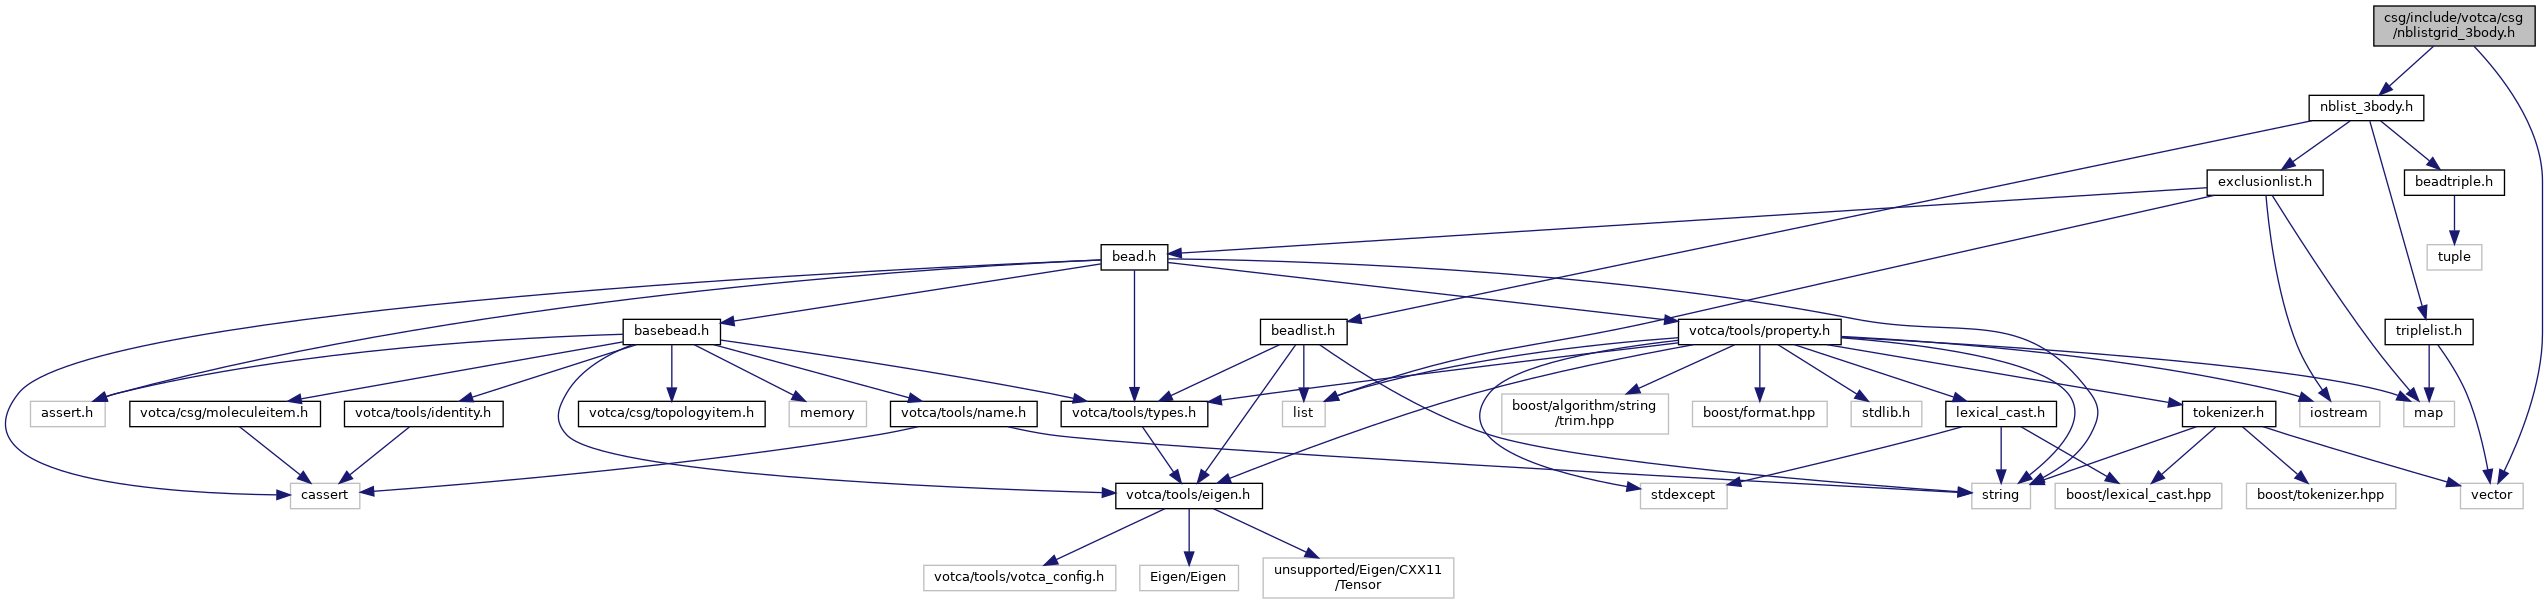 csg/include/votca/csg
/nblistgrid_3body.h
nblist_3body.h
exclusionlist.h
beadtriple.h
bead.h
tuple
basebead.h
beadlist.h
votca/tools/property.h
triplelist.h
assert.h
votca/csg/moleculeitem.h
votca/tools/identity.h
votca/csg/topologyitem.h
memory
votca/tools/name.h
votca/tools/types.h
list
boost/algorithm/string
/trim.hpp
boost/format.hpp
stdlib.h
lexical_cast.h
tokenizer.h
iostream
map
cassert
votca/tools/eigen.h
stdexcept
string
boost/lexical_cast.hpp
boost/tokenizer.hpp
vector
votca/tools/votca_config.h
Eigen/Eigen
unsupported/Eigen/CXX11
/Tensor